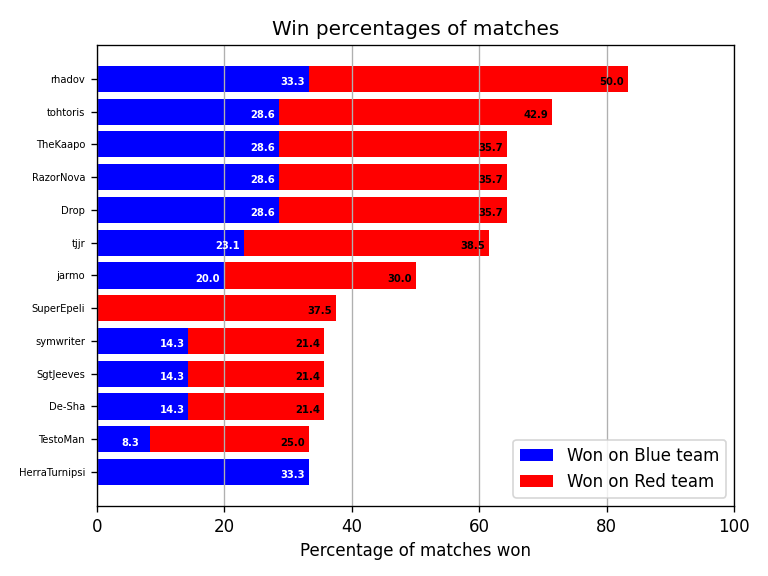 Win percentages of matches
rhadov 33.3 50.0
tohtoris 28.6 42.9
TheKaapo 28.6 35.7
RazorNova 28.6 35.7
Drop 28.6 35.7
tjjr 23.1 38.5
jarmo 20.0 30.0
SuperEpeli 37.5
symwriter 14.3 21.4
SgtJeeves 14.3 21.4
De-Sha 14.3 21.4
TestoMan 8.3 25.0
HerraTurnipsi 33.3
Won on Blue team
Won on Red team
0 20 40 60 80 100
Percentage of matches won